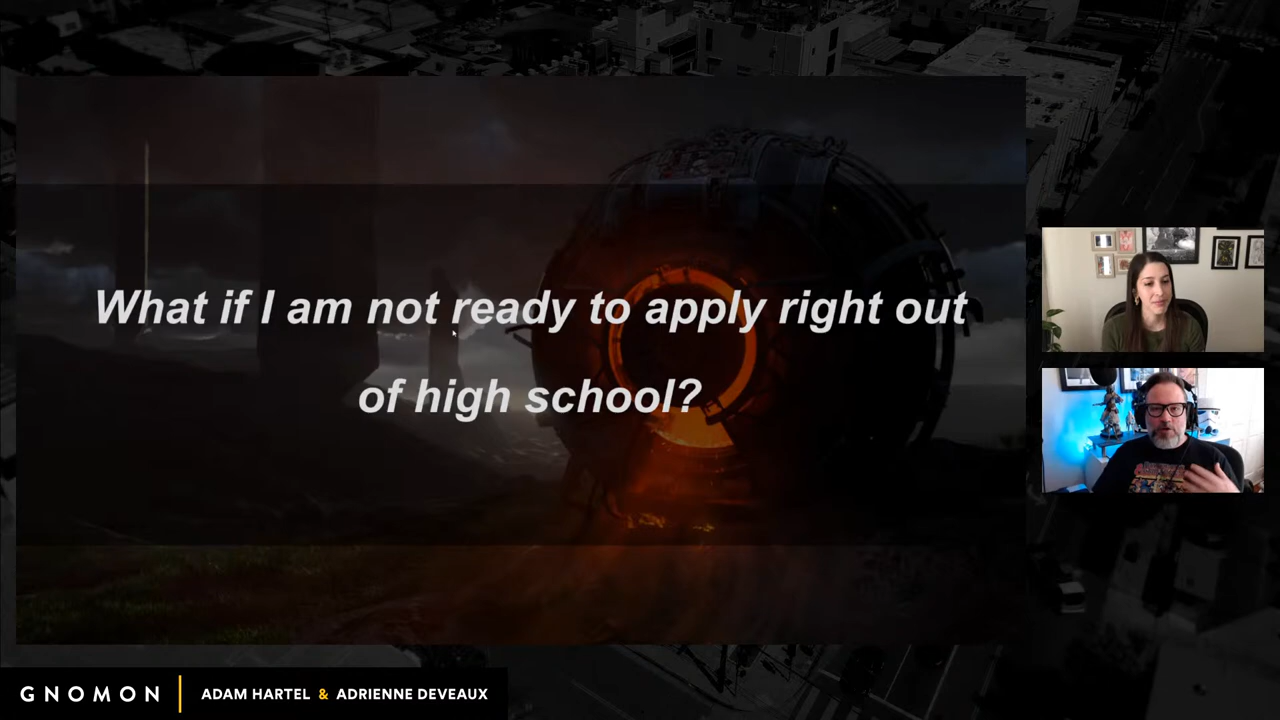 What if I am not ready to apply right out
of high school?
GNOMON ADAM HARTEL & ADRIENNE DEVEAUX